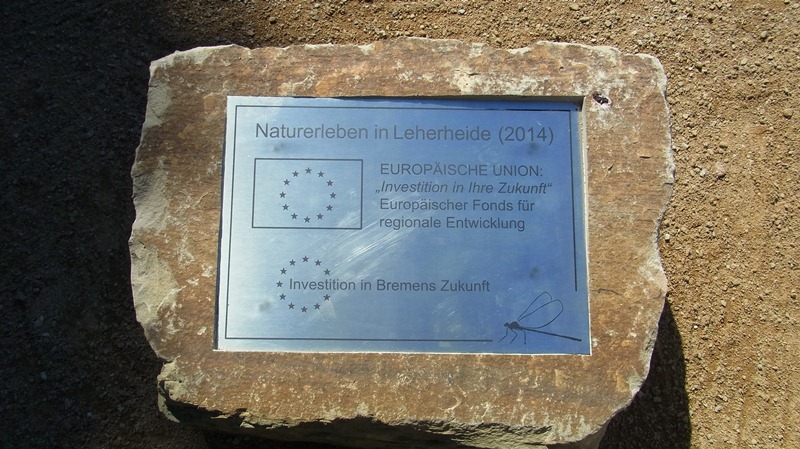 Naturerleben in Leherheide (2014)
EUROPÄISCHE UNION:
„Investition in Ihre Zukunft“
Europäischer Fonds für
regionale Entwicklung
Investition in Bremens Zukunft